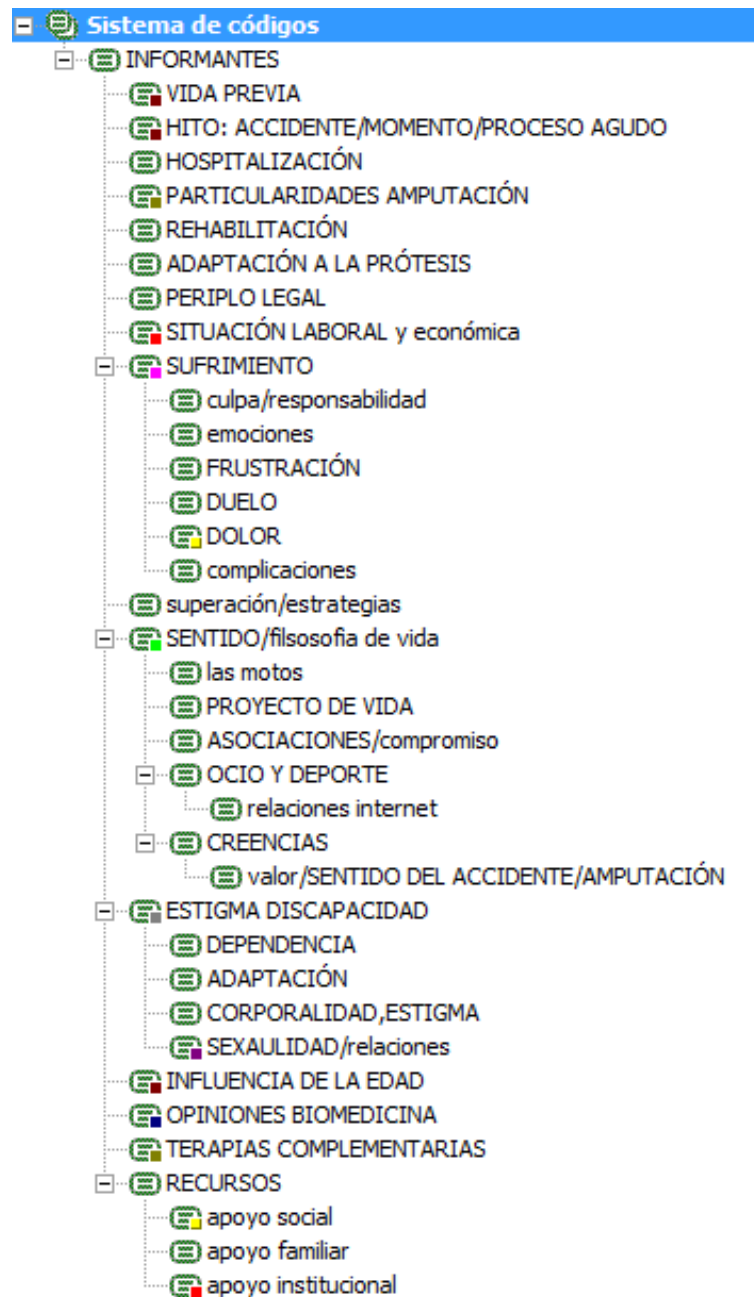 Sistema de códigos
INFORMANTES
VIDA PREVIA
HITO: ACCIDENTE/MOMENTO/PROCESO AGUDO
HOSPITALIZACIÓN
PARTICULARIDADES AMPUTACIÓN
REHABILITACIÓN
ADAPTACIÓN A LA PRÓTESIS
PERIPLO LEGAL
SITUACIÓN LABORAL y económica
SUFRIMIENTO
culpa/responsabilidad
emociones
FRUSTRACIÓN
DUELO
DOLOR
complicaciones
superación/estrategias
SENTIDO/filsosofia de vida
las motos
PROYECTO DE VIDA
ASOCIACIONES/compromiso
OCIO Y DEPORTE
relaciones internet
CREENCIAS
valor/SENTIDO DEL ACCIDENTE/AMPUTACIÓN
ESTIGMA DISCAPACIDAD
DEPENDENCIA
ADAPTACIÓN
CORPORALIDAD,ESTIGMA
SEXAULIDAD/relaciones
INFLUENCIA DE LA EDAD
OPINIONES BIOMEDICINA
TERAPIAS COMPLEMENTARIAS
RECURSOS
apoyo social
apoyo familiar
apoyo institucional